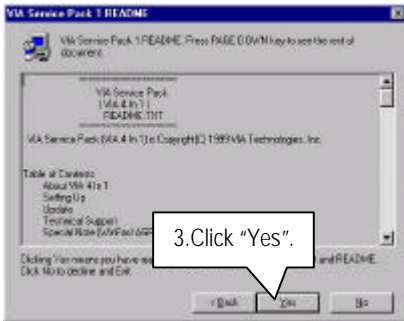 VIA Service Pack 1 README
VIA Service Pack 1 README. Press PAGE DOWN key to see the rest of
document.
VIA Service Pack
(VIA 4 In 1)
README.TXT
VIA Service Pack (VIA 4 In 1) is Copyright(C) 1999 VIA Technologies, Inc.
Table of Contents
About VIA 4 in 1
Setting Up
Update
Technical Support
Special Note
3.Click “Yes”.
Clicking Yes means you have and README.
Click No to decline and Exit
< Back
Yes
No